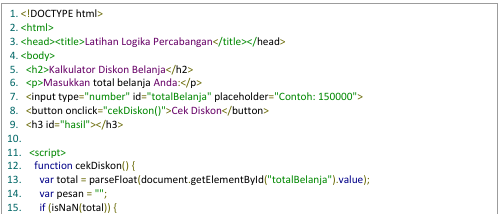 1. <!DOCTYPE html>
2. <html>
3. <head><title>Latihan Logika Percabangan</title></head>
4. <body>
5. <h2>Kalkulator Diskon Belanja</h2>
6. <p>Masukkan total belanja Anda:</p>
7. <input type="number" id="totalBelanja" placeholder="Contoh: 150000">
8. <button onclick="cekDiskon()">Cek Diskon</button>
9. <h3 id="hasil"></h3>
10.
11. <script>
12. function cekDiskon() {
13. var total = parseFloat(document.getElementById("totalBelanja").value);
14. var pesan = "";
15. if (isNaN(total)) {